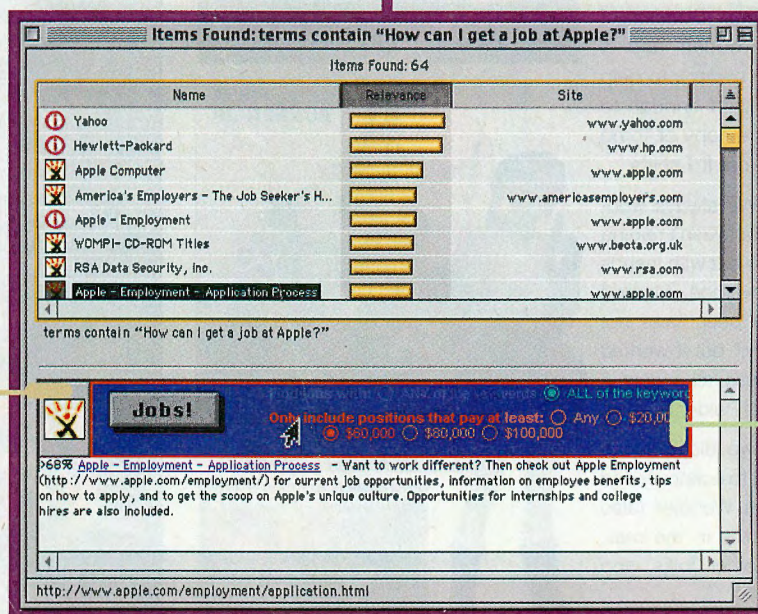 Items Found: terms contain “How can I get a job at Apple?”
Items Found: 64
Name Relevance Site
Yahoo www.yahoo.com
Hewlett-Packard www.hp.com
Apple Computer www.apple.com
America's Employers - The Job Seeker's H... www.americasemployers.com
Apple - Employment www.apple.com
WOMPI- CD-ROM Titles www.becta.org.uk
RSA Data Security, Inc. www.rsa.com
Apple - Employment - Application Process www.apple.com
terms contain “How can I get a job at Apple?”
ALL of the keyword
Jobs!
Only include positions that pay at least: Any $20,0
$60,000 $80,000 $100,000
>68% Apple - Employment - Application Process - Want to work different? Then check out Apple Employment
(http://www.apple.com/employment/) for current job opportunities, information on employee benefits, tips
on how to apply, and to get the scoop on Apple's unique culture. Opportunities for internships and college
hires are also included.
http://www.apple.com/employment/application.html